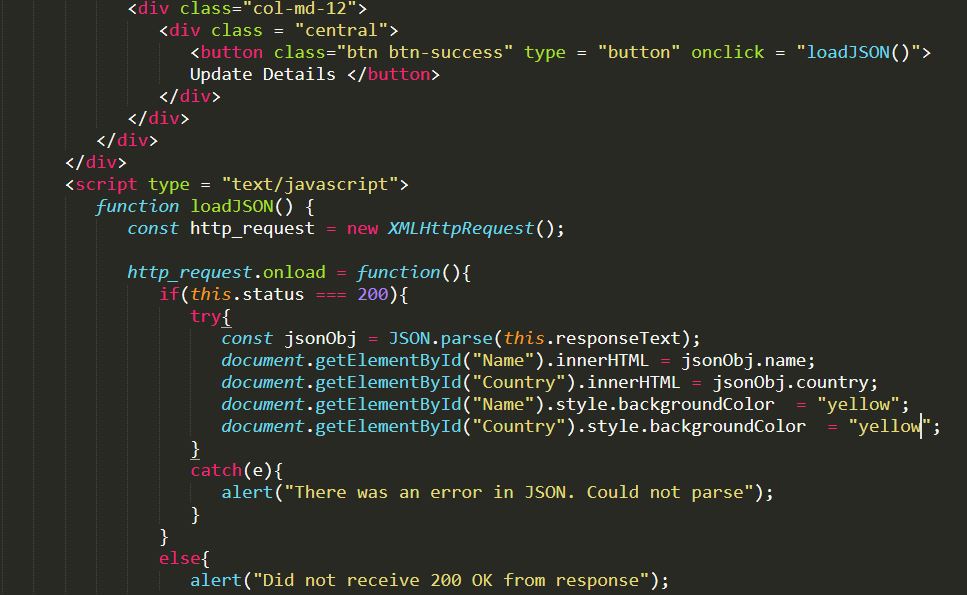 <div class="col-md-12">
<div class = "central">
<button class="btn btn-success" type = "button" onclick = "loadJSON()">
Update Details </button>
</div>
</div>
</div>
</div>
<script type = "text/javascript">
function loadJSON() {
const http_request = new XMLHttpRequest();
http_request.onload = function(){
if(this.status === 200){
try{
const jsonObj = JSON.parse(this.responseText);
document.getElementById("Name").innerHTML = jsonObj.name;
document.getElementById("Country").innerHTML = jsonObj.country;
document.getElementById("Name").style.backgroundColor  = "yellow";
document.getElementById("Country").style.backgroundColor  = "yellow";
}
catch(e){
alert("There was an error in JSON. Could not parse");
}
}
else{
alert("Did not receive 200 OK from response");